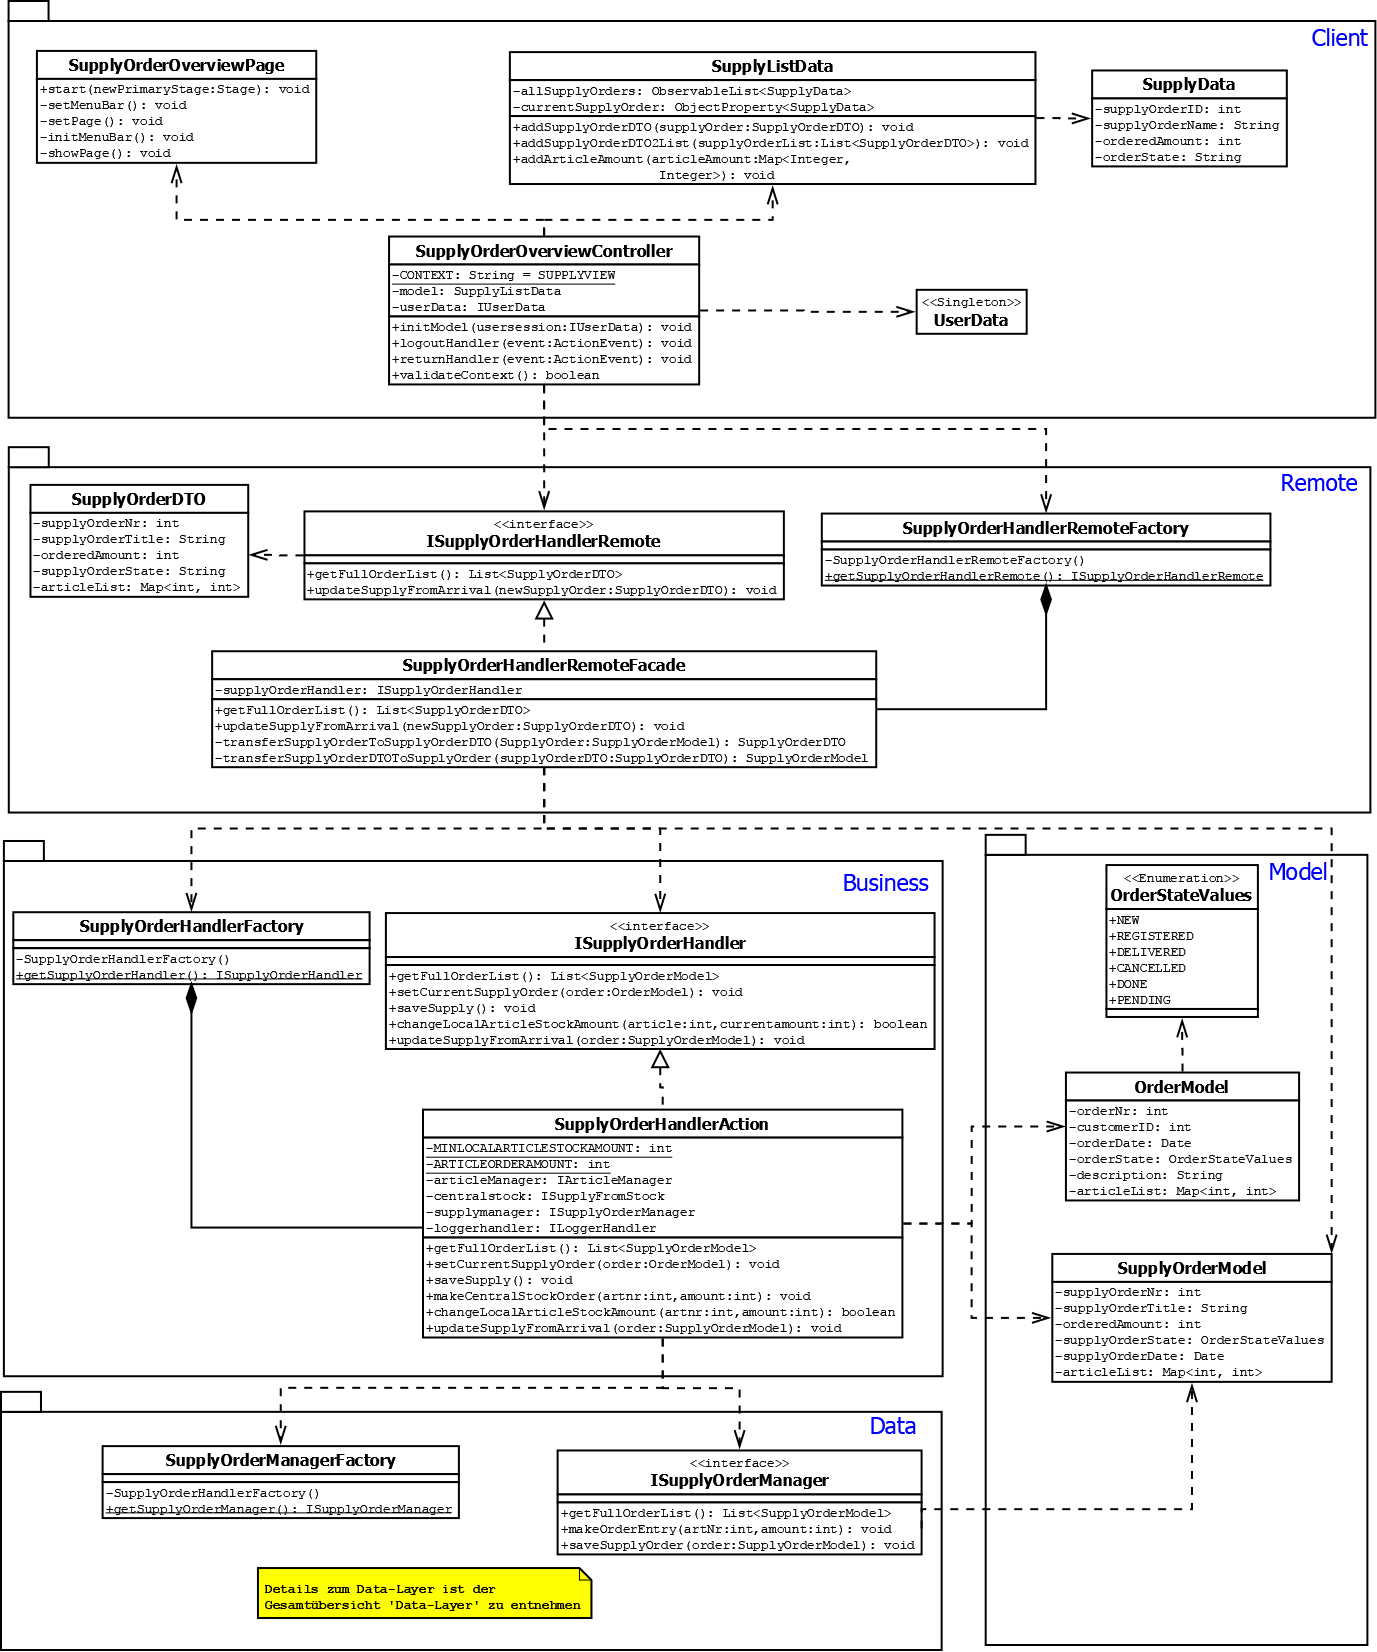 Client
SupplyOrderOverviewPage
+start(newPrimaryStage:Stage): void
-setMenuBar(): void
-setPage(): void
-initMenuBar(): void
-showPage(): void
SupplyListData
-allSupplyOrders: ObservableList<SupplyData>
-currentSupplyOrder: ObjectProperty<SupplyData>
+addSupplyOrderDTO(supplyOrder:SupplyOrderDTO): void
+addSupplyOrderDTO2List(supplyOrderList:List<SupplyOrderDTO>): void
+addArticleAmount(articleAmount:Map<Integer,
Integer>): void
SupplyData
-supplyOrderID: int
-supplyOrderName: String
-orderedAmount: int
-orderState: String
SupplyOrderOverviewController
-CONTEXT: String = SUPPLYVIEW
-model: SupplyListData
-userData: IUserData
+initModel(usersession:IUserData): void
+logoutHandler(event:ActionEvent): void
+returnHandler(event:ActionEvent): void
+validateContext(): boolean
<<Singleton>>
UserData
Remote
SupplyOrderDTO
-supplyOrderNr: int
-supplyOrderTitle: String
-orderedAmount: int
-supplyOrderState: String
-articleList: Map<int, int>
<<interface>>
ISupplyOrderHandlerRemote
+getFullOrderList(): List<SupplyOrderDTO>
+updateSupplyFromArrival(newSupplyOrder:SupplyOrderDTO): void
SupplyOrderHandlerRemoteFactory
-SupplyOrderHandlerRemoteFactory()
+getSupplyOrderHandlerRemote(): ISupplyOrderHandlerRemote
SupplyOrderHandlerRemoteFacade
-supplyOrderHandler: ISupplyOrderHandler
+getFullOrderList(): List<SupplyOrderDTO>
+updateSupplyFromArrival(newSupplyOrder:SupplyOrderDTO): void
-transferSupplyOrderToSupplyOrderDTO(SupplyOrder:SupplyOrderModel): SupplyOrderDTO
-transferSupplyOrderDTOToSupplyOrder(supplyOrderDTO:SupplyOrderDTO): SupplyOrderModel
Business
SupplyOrderHandlerFactory
-SupplyOrderHandlerFactory()
+getSupplyOrderHandler(): ISupplyOrderHandler
<<interface>>
ISupplyOrderHandler
+getFullOrderList(): List<SupplyOrderModel>
+setCurrentSupplyOrder(order:OrderModel): void
+saveSupply(): void
+changeLocalArticleStockAmount(article:int,currentamount:int): boolean
+updateSupplyFromArrival(order:SupplyOrderModel): void
SupplyOrderHandlerAction
-MINLOCALARTICLESTOCKAMOUNT: int
-ARTICLEORDERAMOUNT: int
-articleManager: IArticleManager
-centralstock: ISupplyFromStock
-supplymanager: ISupplyOrderManager
-loggerhandler: ILoggerHandler
+getFullOrderList(): List<SupplyOrderModel>
+setCurrentSupplyOrder(order:OrderModel): void
+saveSupply(): void
+makeCentralStockOrder(artnr:int,amount:int): void
+changeLocalArticleStockAmount(artnr:int,amount:int): boolean
+updateSupplyFromArrival(order:SupplyOrderModel): void
Model
<<Enumeration>>
OrderStateValues
+NEW
+REGISTERED
+DELIVERED
+CANCELLED
+DONE
+PENDING
OrderModel
-orderNr: int
-customerID: int
-orderDate: Date
-orderState: OrderStateValues
-description: String
-articleList: Map<int, int>
SupplyOrderModel
-supplyOrderNr: int
-supplyOrderTitle: String
-orderedAmount: int
-supplyOrderState: OrderStateValues
-supplyOrderDate: Date
-articleList: Map<int, int>
Data
SupplyOrderManagerFactory
-SupplyOrderHandlerFactory()
+getSupplyOrderManager(): ISupplyOrderManager
<<interface>>
ISupplyOrderManager
+getFullOrderList(): List<SupplyOrderModel>
+makeOrderEntry(artNr:int,amount:int): void
+saveSupplyOrder(order:SupplyOrderModel): void
Details zum Data-Layer ist der
Gesamtübersicht 'Data-Layer' zu entnehmen